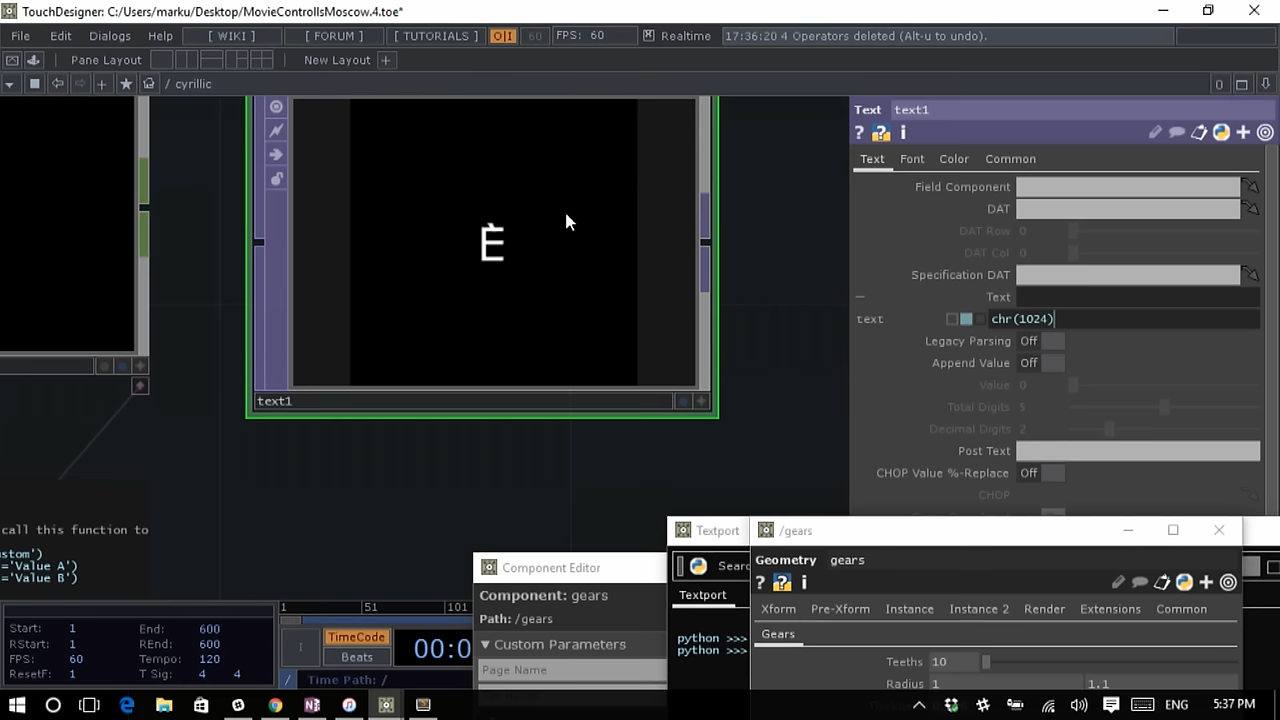 TouchDesigner: C:/Users/marku/Desktop/MovieControllsMoscow.4.toe*
File Edit Dialogs Help [ WIKI ] [ FORUM ] [ TUTORIALS ] O|I 60 FPS: 60 Realtime 17:36:20 4 Operators deleted (Alt-u to undo).
Pane Layout New Layout +
/ cyrillic 0
Text text1
? ? i
Text Font Color Common
Field Component
DAT
DAT Row 0
DAT Col 0
Specification DAT
Text
text chr(1024)
Legacy Parsing Off
Append Value Off
Value 0
Total Digits 5
Decimal Digits 2
Post Text
CHOP Value %-Replace Off
CHOP
Ѐ
text1
call this function to
stom')
='Value A')
='Value B')
Textport
Textport
python >>>
python >>>
/gears
Geometry gears
? ? i
Xform Pre-Xform Instance Instance 2 Render Extensions Common
Gears
Teeths 10
Radius 1 1.1
Component Editor
Component: gears
Path: /gears
Custom Parameters
Page Name
Start: 1 End: 600
RStart: 1 REnd: 600
FPS: 60 Tempo: 120
ResetF: 1 T Sig: 4 4
1 51 101
TimeCode
Beats
00:0
/ Time Path: /
ENG 5:37 PM